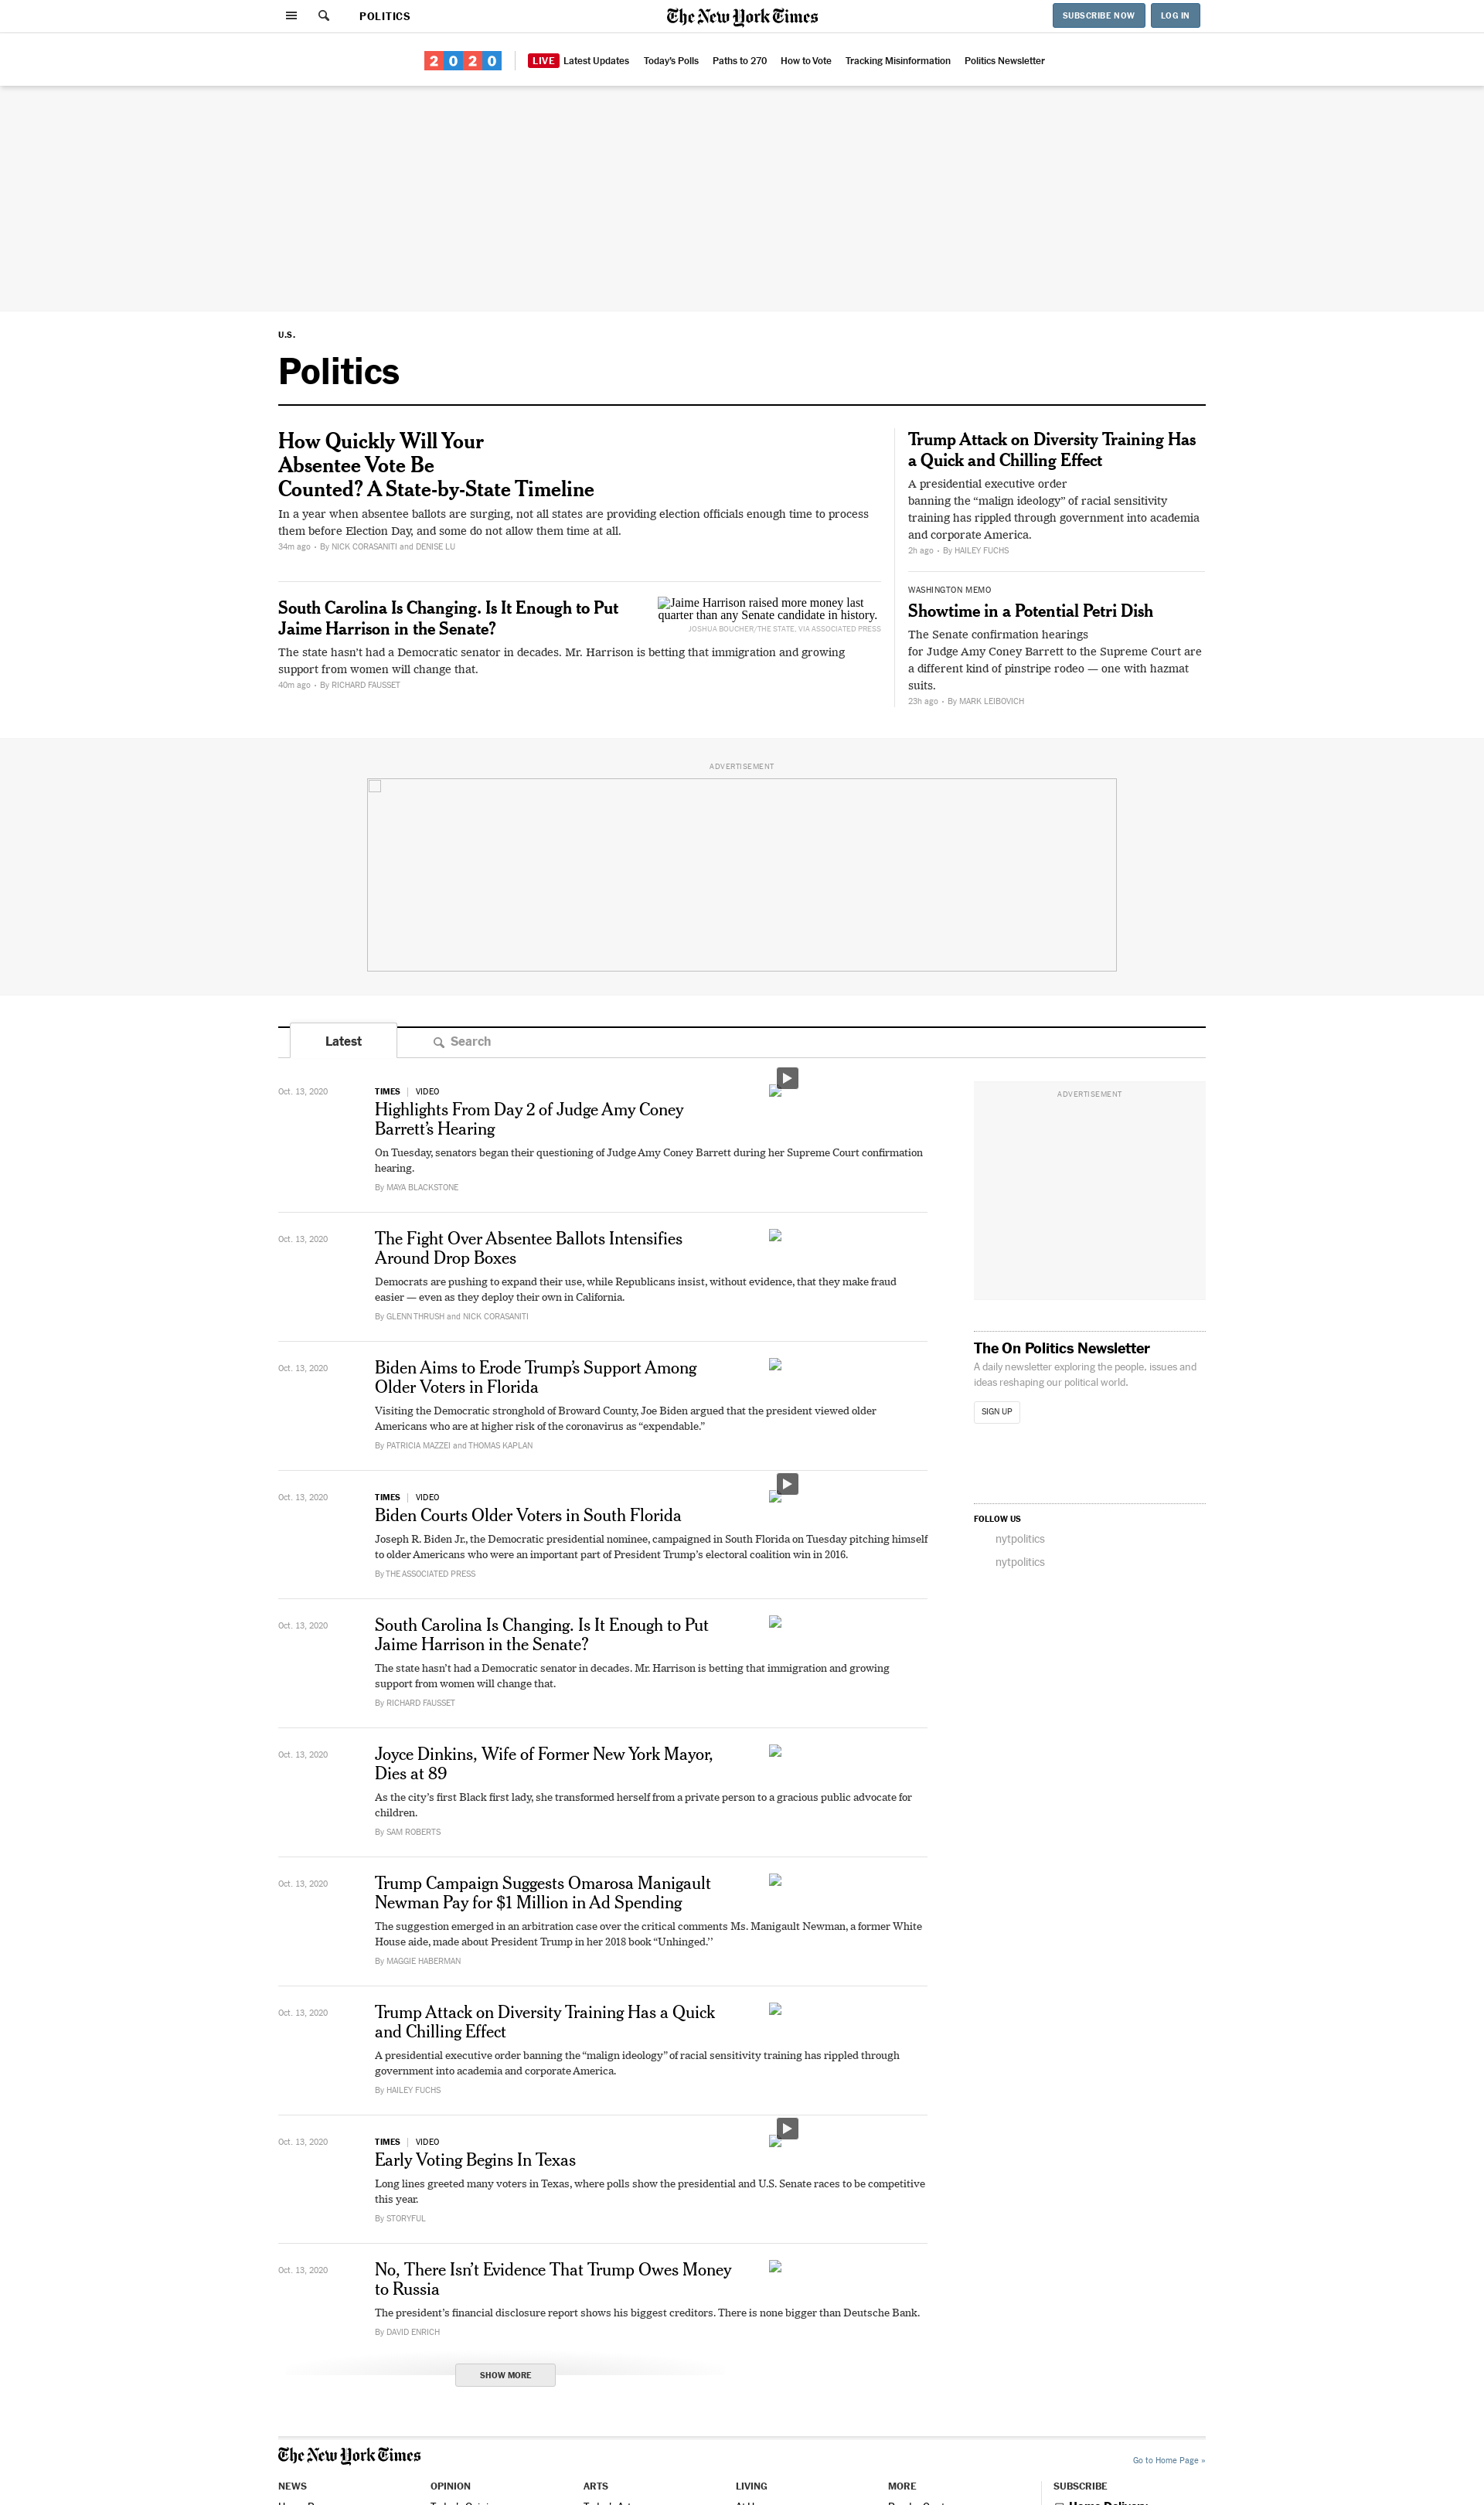 POLITICS
The New York Times
SUBSCRIBE NOW
LOG IN
2020
LIVE Latest Updates
Today's Polls
Paths to 270
How to Vote
Tracking Misinformation
Politics Newsletter
U.S.
Politics
How Quickly Will Your
Absentee Vote Be
Counted? A State-by-State Timeline
In a year when absentee ballots are surging, not all states are providing election officials enough time to process
them before Election Day, and some do not allow them time at all.
34m ago • By NICK CORASANITI and DENISE LU
South Carolina Is Changing. Is It Enough to Put
Jaime Harrison in the Senate?
Jaime Harrison raised more money last
quarter than any Senate candidate in history.
JOSHUA BOUCHER/THE STATE, VIA ASSOCIATED PRESS
The state hasn't had a Democratic senator in decades. Mr. Harrison is betting that immigration and growing
support from women will change that.
40m ago • By RICHARD FAUSSET
Trump Attack on Diversity Training Has
a Quick and Chilling Effect
A presidential executive order
banning the “malign ideology” of racial sensitivity
training has rippled through government into academia
and corporate America.
2h ago • By HAILEY FUCHS
WASHINGTON MEMO
Showtime in a Potential Petri Dish
The Senate confirmation hearings
for Judge Amy Coney Barrett to the Supreme Court are
a different kind of pinstripe rodeo — one with hazmat
suits.
23h ago • By MARK LEIBOVICH
ADVERTISEMENT
Latest
Search
Oct. 13, 2020
TIMES | VIDEO
Highlights From Day 2 of Judge Amy Coney
Barrett’s Hearing
On Tuesday, senators began their questioning of Judge Amy Coney Barrett during her Supreme Court confirmation
hearing.
By MAYA BLACKSTONE
Oct. 13, 2020
The Fight Over Absentee Ballots Intensifies
Around Drop Boxes
Democrats are pushing to expand their use, while Republicans insist, without evidence, that they make fraud
easier — even as they deploy their own in California.
By GLENN THRUSH and NICK CORASANITI
Oct. 13, 2020
Biden Aims to Erode Trump’s Support Among
Older Voters in Florida
Visiting the Democratic stronghold of Broward County, Joe Biden argued that the president viewed older
Americans who are at higher risk of the coronavirus as “expendable.”
By PATRICIA MAZZEI and THOMAS KAPLAN
Oct. 13, 2020
TIMES | VIDEO
Biden Courts Older Voters in South Florida
Joseph R. Biden Jr., the Democratic presidential nominee, campaigned in South Florida on Tuesday pitching himself
to older Americans who were an important part of President Trump’s electoral coalition win in 2016.
By THE ASSOCIATED PRESS
Oct. 13, 2020
South Carolina Is Changing. Is It Enough to Put
Jaime Harrison in the Senate?
The state hasn’t had a Democratic senator in decades. Mr. Harrison is betting that immigration and growing
support from women will change that.
By RICHARD FAUSSET
Oct. 13, 2020
Joyce Dinkins, Wife of Former New York Mayor,
Dies at 89
As the city’s first Black first lady, she transformed herself from a private person to a gracious public advocate for
children.
By SAM ROBERTS
Oct. 13, 2020
Trump Campaign Suggests Omarosa Manigault
Newman Pay for $1 Million in Ad Spending
The suggestion emerged in an arbitration case over the critical comments Ms. Manigault Newman, a former White
House aide, made about President Trump in her 2018 book “Unhinged.’’
By MAGGIE HABERMAN
Oct. 13, 2020
Trump Attack on Diversity Training Has a Quick
and Chilling Effect
A presidential executive order banning the “malign ideology” of racial sensitivity training has rippled through
government into academia and corporate America.
By HAILEY FUCHS
Oct. 13, 2020
TIMES | VIDEO
Early Voting Begins In Texas
Long lines greeted many voters in Texas, where polls show the presidential and U.S. Senate races to be competitive
this year.
By STORYFUL
Oct. 13, 2020
No, There Isn’t Evidence That Trump Owes Money
to Russia
The president’s financial disclosure report shows his biggest creditors. There is none bigger than Deutsche Bank.
By DAVID ENRICH
SHOW MORE
ADVERTISEMENT
The On Politics Newsletter
A daily newsletter exploring the people, issues and
ideas reshaping our political world.
SIGN UP
FOLLOW US
nytpolitics
nytpolitics
The New York Times
Go to Home Page »
NEWS
OPINION
ARTS
LIVING
MORE
SUBSCRIBE